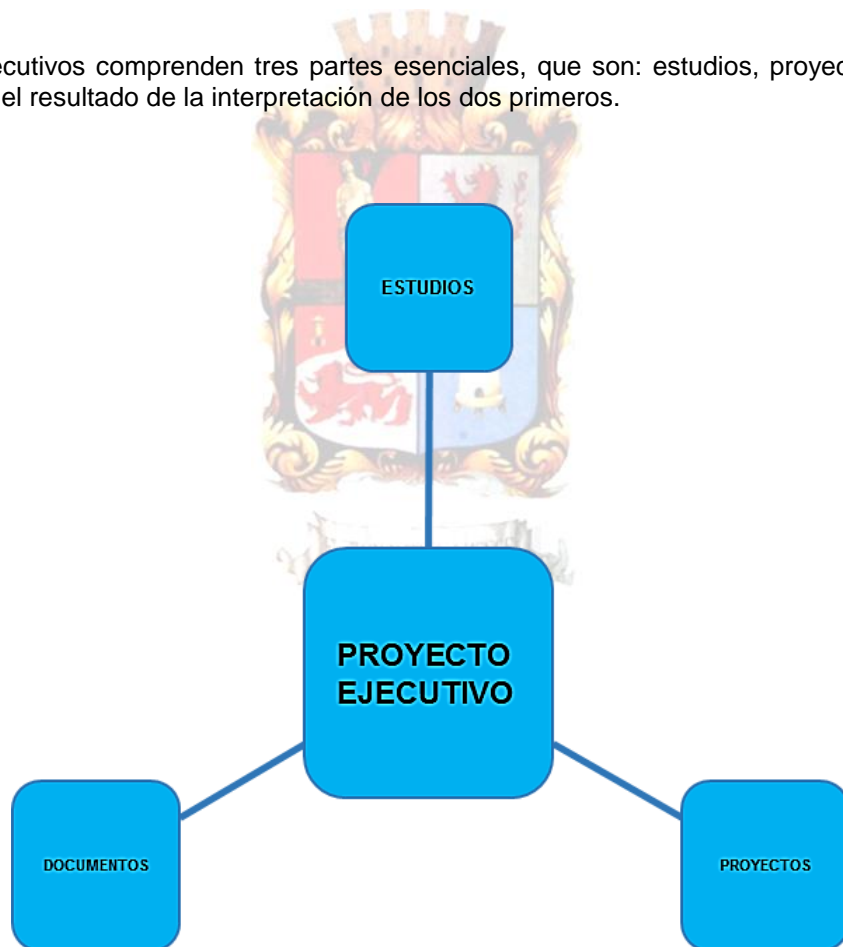 ecutivos comprenden tres partes esenciales, que son: estudios, proyec
el resultado de la interpretación de los dos primeros.
ESTUDIOS
PROYECTO
EJECUTIVO
DOCUMENTOS
PROYECTOS